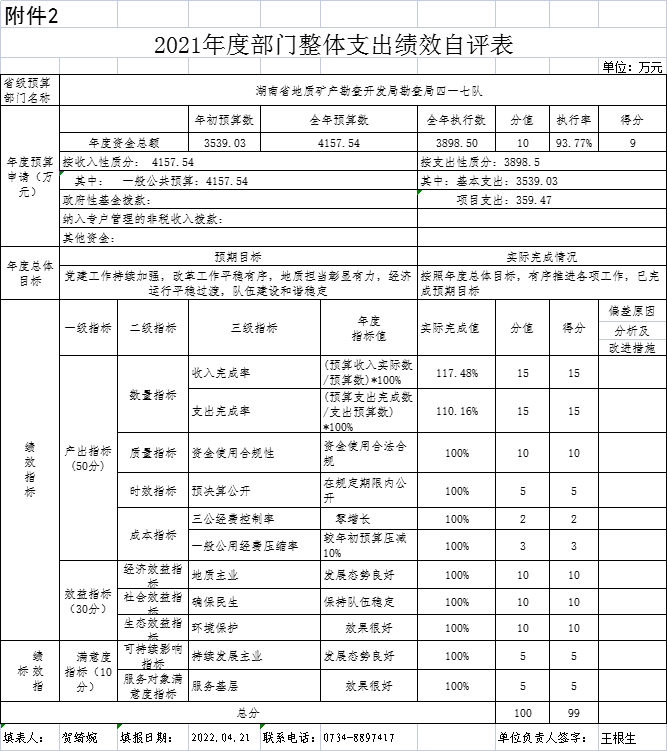 附件2
2021年度部门整体支出绩效自评表
单位：万元
省级预算部门名称 湖南省地质矿产勘查开发局勘查局四一七队
年度预算申请（万元） 年初预算数 全年预算数 全年执行数 分值 执行率 得分
年度资金总额 3539.03 4157.54 3898.50 10 93.77% 9
按收入性质分： 4157.54 按支出性质分：3898.5
其中： 一般公共预算：4157.54 其中：基本支出：3539.03
政府性基金拨款： 项目支出：359.47
纳入专户管理的非税收入拨款：
其他资金：
年度总体目标 预期目标 实际完成情况
党建工作持续加强，改革工作平稳有序，地质担当彰显有力，经济运行平稳过渡，队伍建设和谐稳定 按照年度总体目标，有序推进各项工作，已完成预期目标
绩效指标 一级指标 二级指标 三级指标 年度指标值 实际完成值 分值 得分 偏差原因分析及改进措施
产出指标(50分) 数量指标 收入完成率 (预算收入实际数/预算数)*100% 117.48% 15 15
支出完成率 (预算支出完成数/支出预算数)*100% 110.16% 15 15
质量指标 资金使用合规性 资金使用合法合规 100% 10 10
时效指标 预决算公开 在规定期限内公开 100% 5 5
成本指标 三公经费控制率 零增长 100% 2 2
一般公用经费压缩率 较年初预算压减10% 100% 3 3
效益指标（30分） 经济效益指标 地质主业 发展态势良好 100% 10 10
社会效益指标 确保民生 保持队伍稳定 100% 10 10
生态效益指标 环境保护 效果很好 100% 10 10
绩标效指 满意度指标（10分） 可持续影响指标 持续发展主业 发展态势良好 100% 5 5
服务对象满意度指标 服务基层 效果很好 100% 5 5
总分 100 99
填表人： 贺绮婉 填报日期： 2022.04.21 联系电话： 0734-8897417 单位负责人签字： 王根生